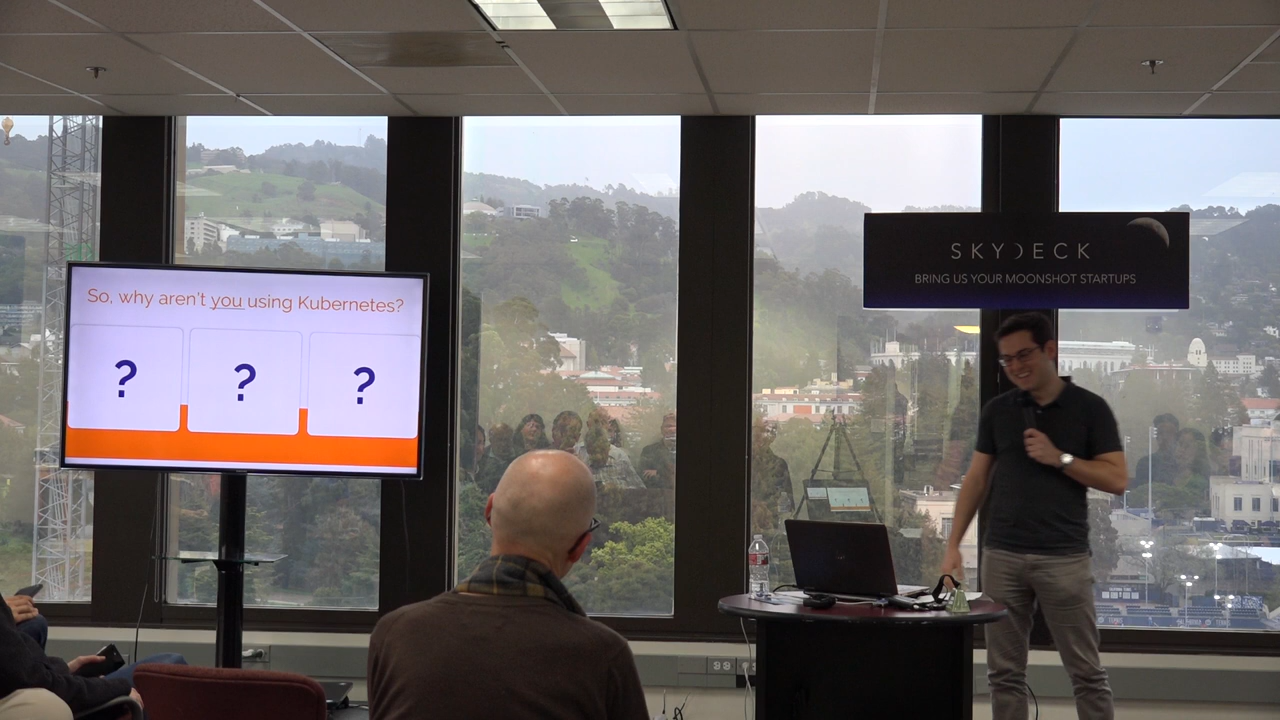 So, why aren't you using Kubernetes?
? ? ?
SKYDECK
BRING US YOUR MOONSHOT STARTUPS